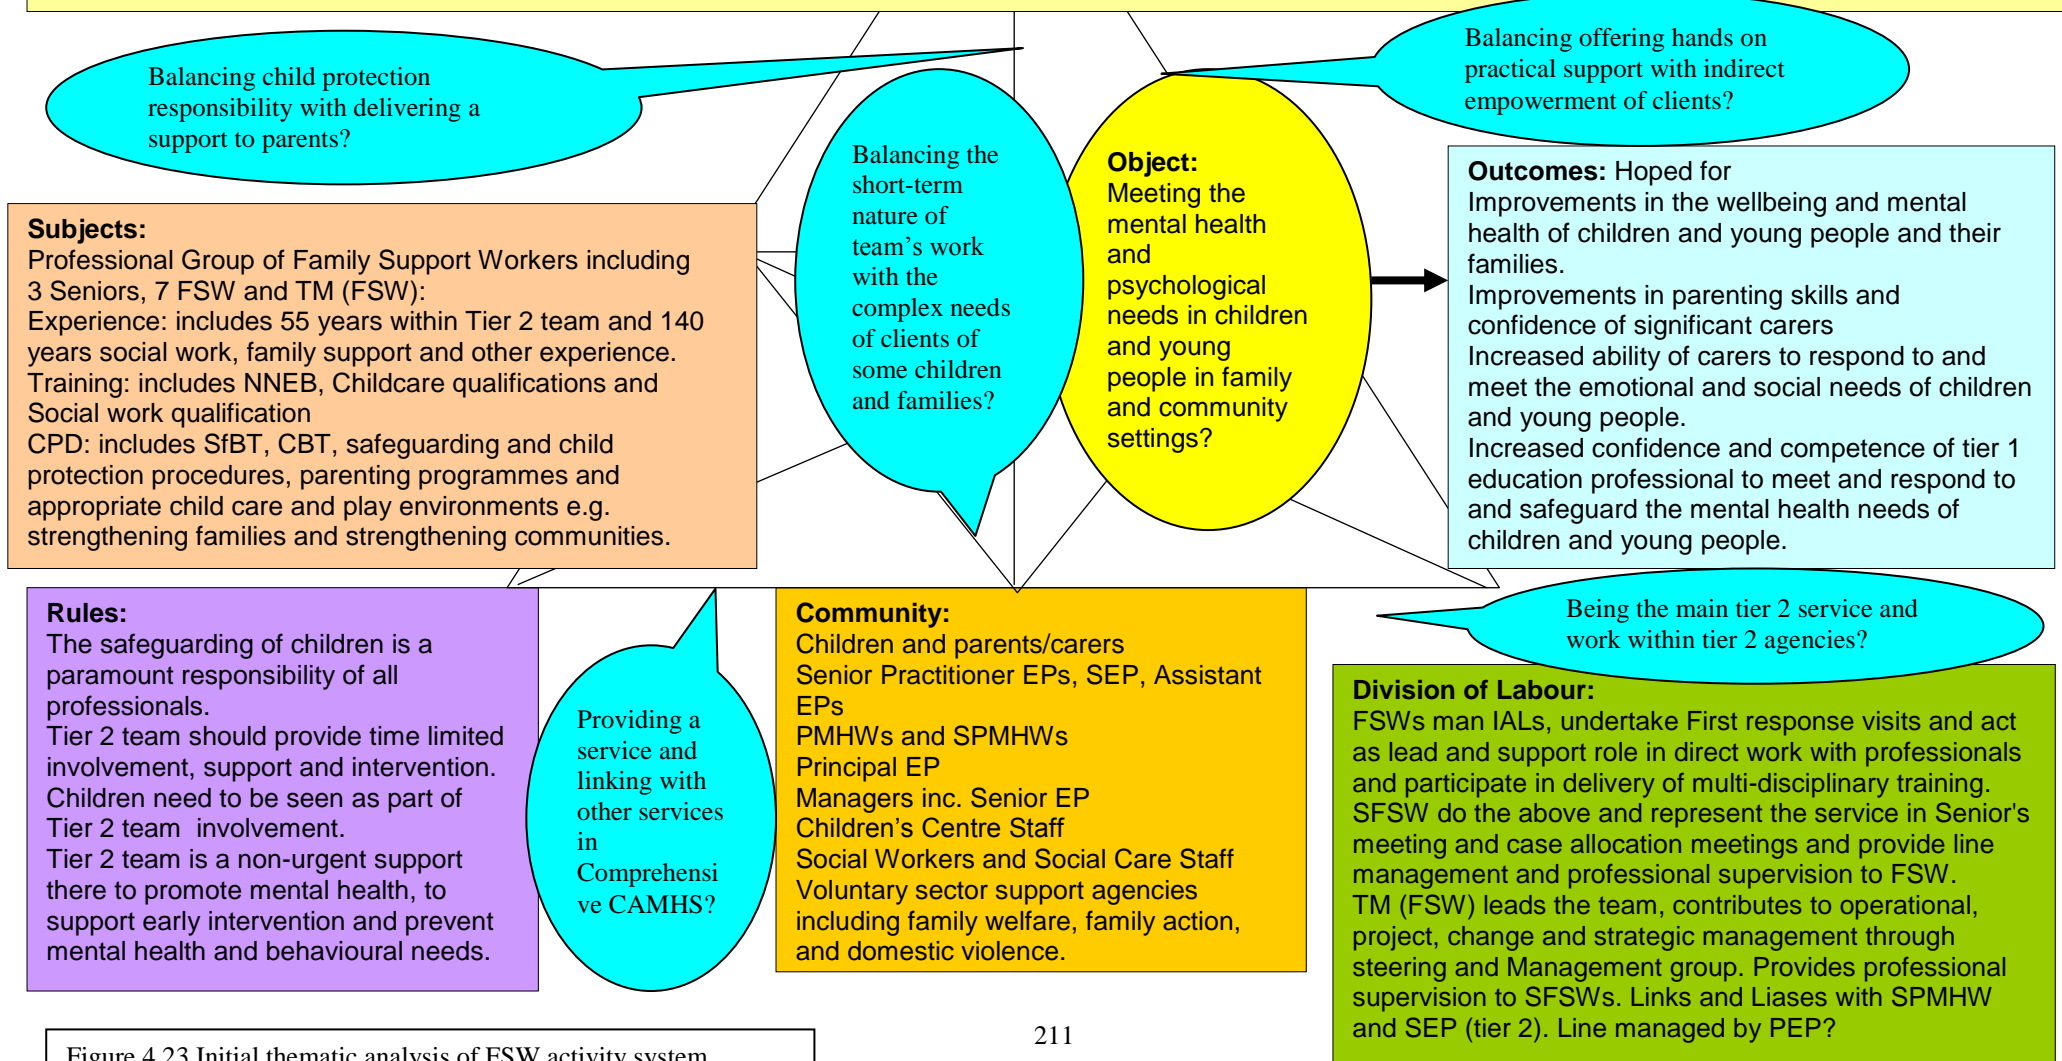 Balancing child protection
responsibility with delivering a
support to parents?
Balancing offering hands on
practical support with indirect
empowerment of clients?
Subjects:
Professional Group of Family Support Workers including
3 Seniors, 7 FSW and TM (FSW):
Experience: includes 55 years within Tier 2 team and 140
years social work, family support and other experience.
Training: includes NNEB, Childcare qualifications and
Social work qualification
CPD: includes SfBT, CBT, safeguarding and child
protection procedures, parenting programmes and
appropriate child care and play environments e.g.
strengthening families and strengthening communities.
Balancing the
short-term
nature of
team’s work
with the
complex needs
of clients of
some children
and families?
Object:
Meeting the
mental health
and
psychological
needs in children
and young
people in family
and community
settings?
Outcomes: Hoped for
Improvements in the wellbeing and mental
health of children and young people and their
families.
Improvements in parenting skills and
confidence of significant carers
Increased ability of carers to respond to and
meet the emotional and social needs of children
and young people.
Increased confidence and competence of tier 1
education professional to meet and respond to
and safeguard the mental health needs of
children and young people.
Rules:
The safeguarding of children is a
paramount responsibility of all
professionals.
Tier 2 team should provide time limited
involvement, support and intervention.
Children need to be seen as part of
Tier 2 team involvement.
Tier 2 team is a non-urgent support
there to promote mental health, to
support early intervention and prevent
mental health and behavioural needs.
Providing a
service and
linking with
other services
in
Comprehensi
ve CAMHS?
Community:
Children and parents/carers
Senior Practitioner EPs, SEP, Assistant
EPs
PMHWs and SPMHWs
Principal EP
Managers inc. Senior EP
Children’s Centre Staff
Social Workers and Social Care Staff
Voluntary sector support agencies
including family welfare, family action,
and domestic violence.
Being the main tier 2 service and
work within tier 2 agencies?
Division of Labour:
FSWs man IALs, undertake First response visits and act
as lead and support role in direct work with professionals
and participate in delivery of multi-disciplinary training.
SFSW do the above and represent the service in Senior's
meeting and case allocation meetings and provide line
management and professional supervision to FSW.
TM (FSW) leads the team, contributes to operational,
project, change and strategic management through
steering and Management group. Provides professional
supervision to SFSWs. Links and Liases with SPMHW
and SEP (tier 2). Line managed by PEP?
211
Figure 4.23 Initial thematic analysis of FSW activity system